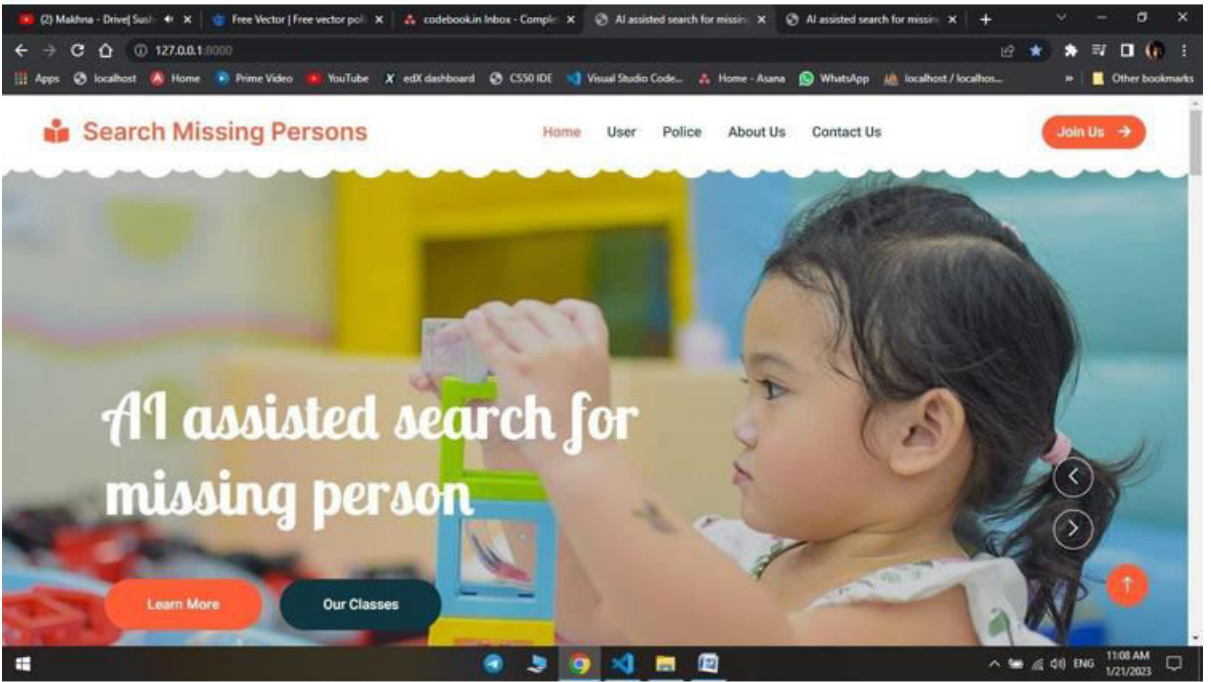 (2) Makhna - Drive| Sush
Free Vector | Free vector poli
codebook.in Inbox - Comple
AI assisted search for missin
AI assisted search for missin
127.0.0.1:8000
Apps localhost Home Prime Video YouTube edX dashboard CS50 IDE Visual Studio Code... Home - Asana WhatsApp localhost / localhos... » Other bookmarks
Search Missing Persons
Home User Police About Us Contact Us
Join Us →
AI assisted search for
missing person
Learn More
Our Classes
ENG
11:08 AM
1/21/2023